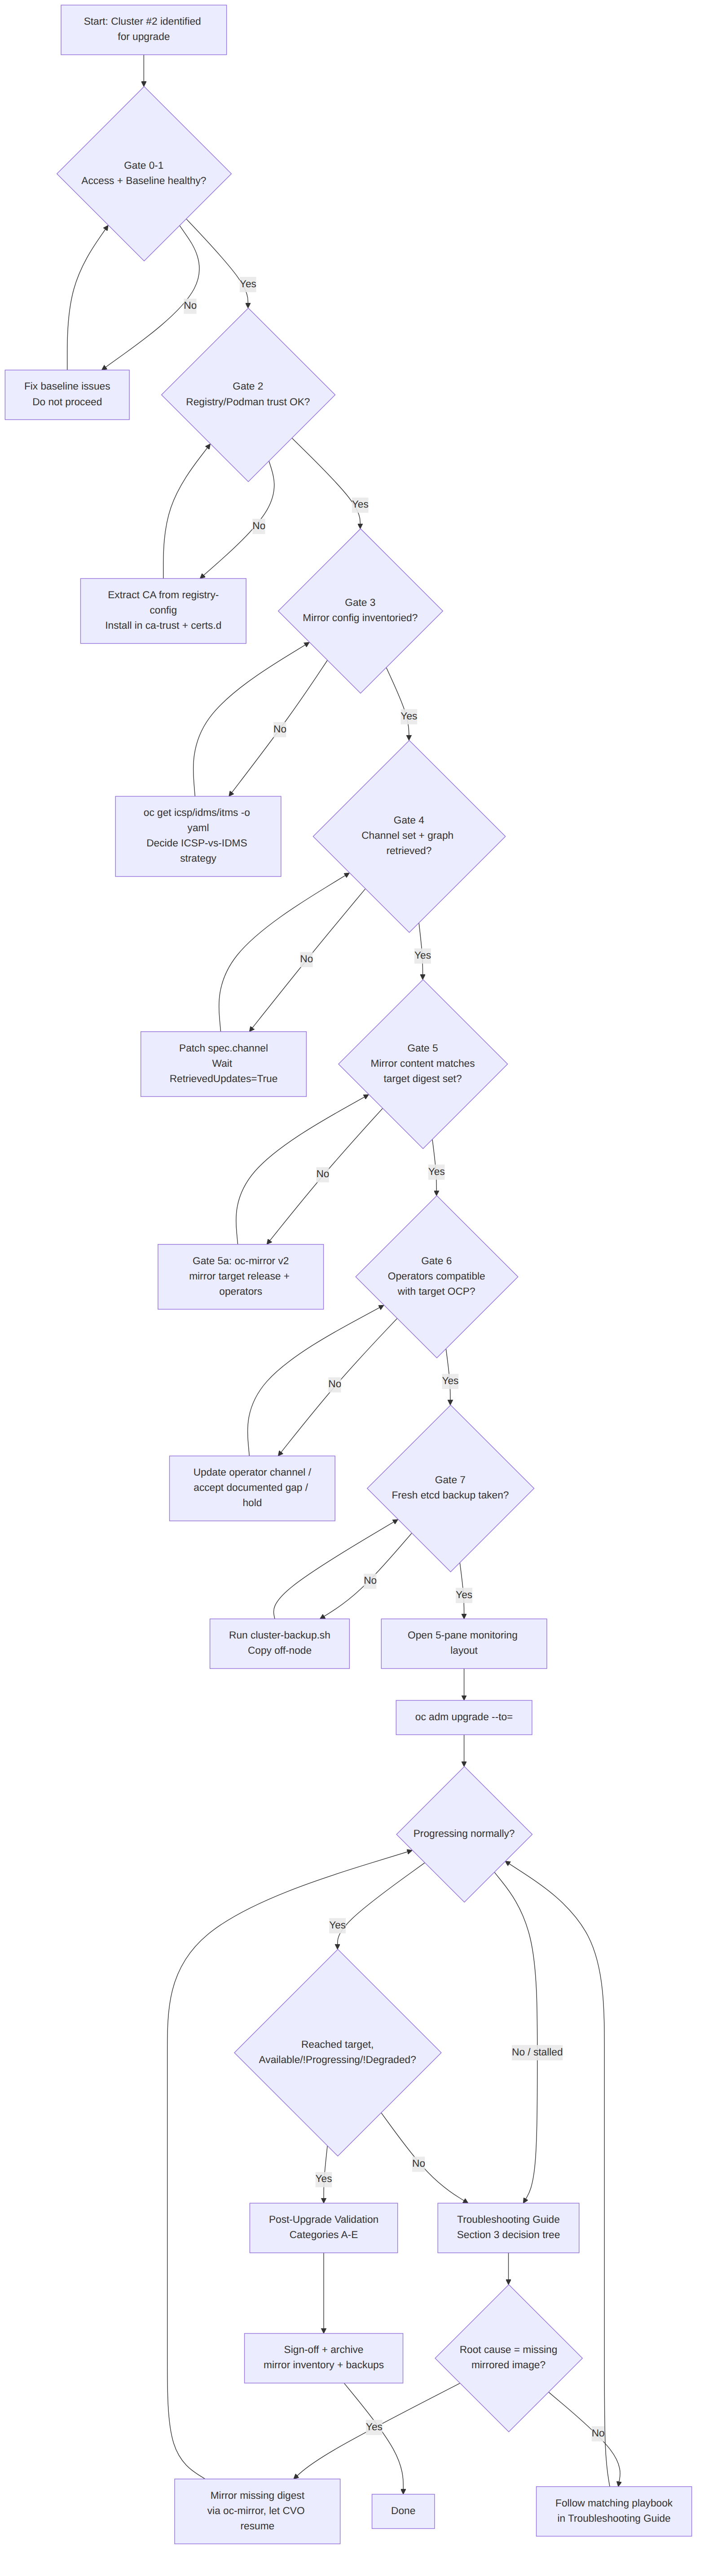 Start: Cluster #2 identified
for upgrade
Gate 0-1
Access + Baseline healthy?
Yes
No
Fix baseline issues
Do not proceed
Gate 2
Registry/Podman trust OK?
Yes
No
Extract CA from registry-
config
Install in ca-trust + certs.d
Gate 3
Mirror config inventoried?
Yes
No
oc get icsp/idms/itms -o
yaml
Decide ICSP-vs-IDMS
strategy
Gate 4
Channel set + graph
retrieved?
Yes
No
Patch spec.channel
Wait
RetrievedUpdates=True
Gate 5
Mirror content matches
target digest set?
Yes
No
Gate 5a: oc-mirror v2
mirror target release +
operators
Gate 6
Operators compatible
with target OCP?
Yes
No
Update operator channel /
accept documented gap /
hold
Gate 7
Fresh etcd backup taken?
No
Yes
Run cluster-backup.sh
Copy off-node
Open 5-pane monitoring
layout
oc adm upgrade --to=
Progressing normally?
Yes
No / stalled
Reached target,
Available/!Progressing/!Degraded?
No
Yes
Post-Upgrade Validation
Categories A-E
Troubleshooting Guide
Section 3 decision tree
Sign-off + archive
mirror inventory + backups
Root cause = missing
mirrored image?
Yes
No
Mirror missing digest
via oc-mirror, let CVO
resume
Done
Follow matching playbook
in Troubleshooting Guide